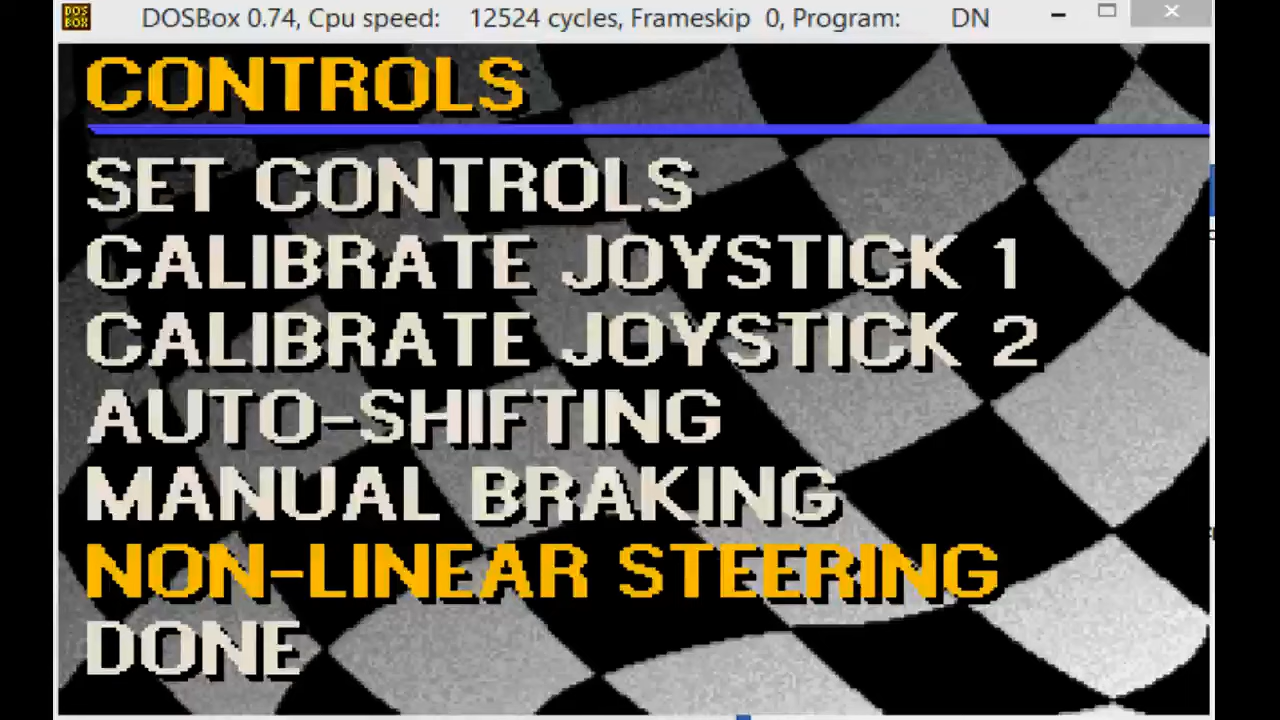 DOSBox 0.74, Cpu speed: 12524 cycles, Frameskip 0, Program: DN
CONTROLS
SET CONTROLS
CALIBRATE JOYSTICK 1
CALIBRATE JOYSTICK 2
AUTO-SHIFTING
MANUAL BRAKING
NON-LINEAR STEERING
DONE